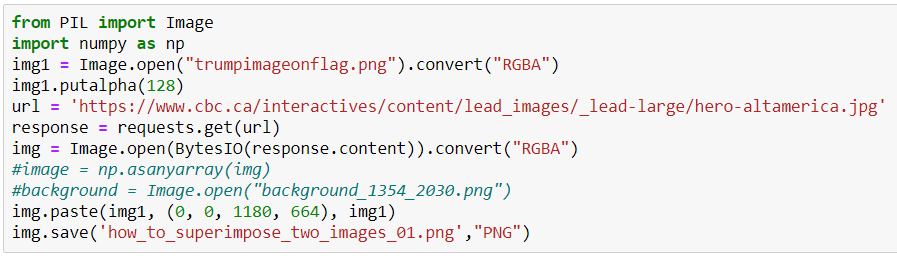 from PIL import Image
import numpy as np
img1 = Image.open("trumpimageonflag.png").convert("RGBA")
img1.putalpha(128)
url = 'https://www.cbc.ca/interactives/content/lead_images/_lead-large/hero-altamerica.jpg'
response = requests.get(url)
img = Image.open(BytesIO(response.content)).convert("RGBA")
#image = np.asanyarray(img)
#background = Image.open("background_1354_2030.png")
img.paste(img1, (0, 0, 1180, 664), img1)
img.save('how_to_superimpose_two_images_01.png',"PNG")